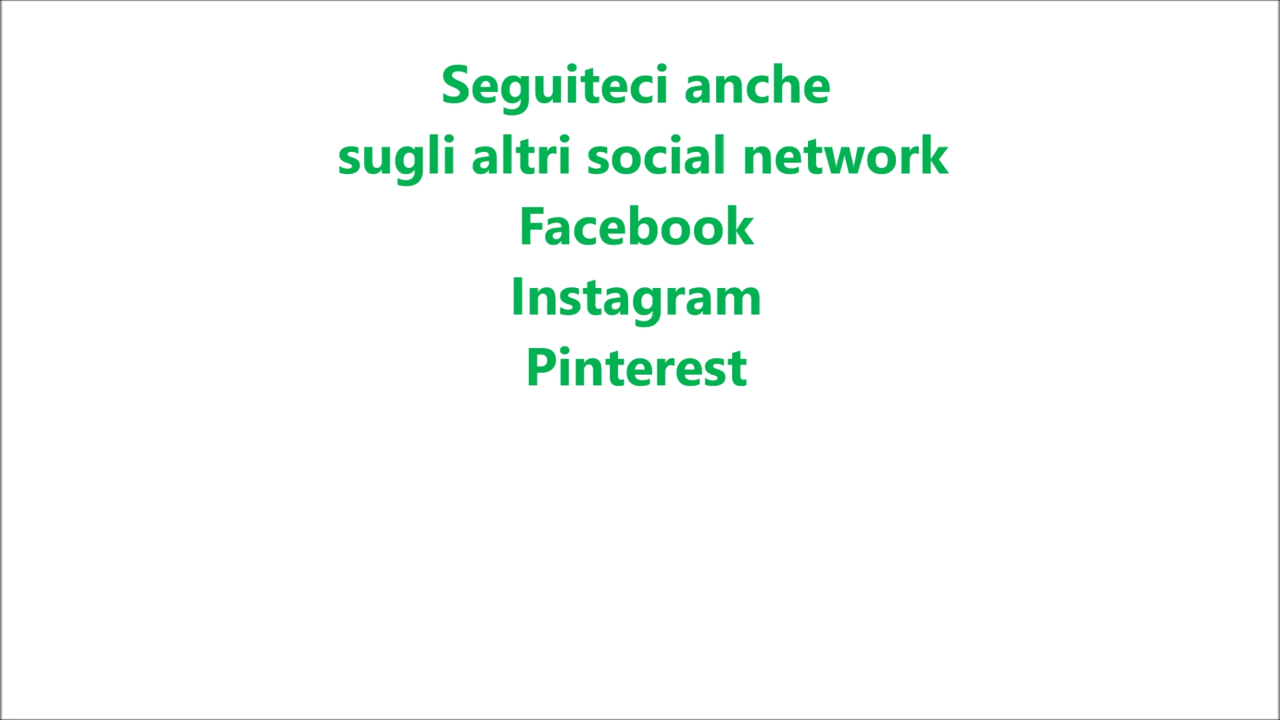 Seguiteci anche
sugli altri social network
Facebook
Instagram
Pinterest